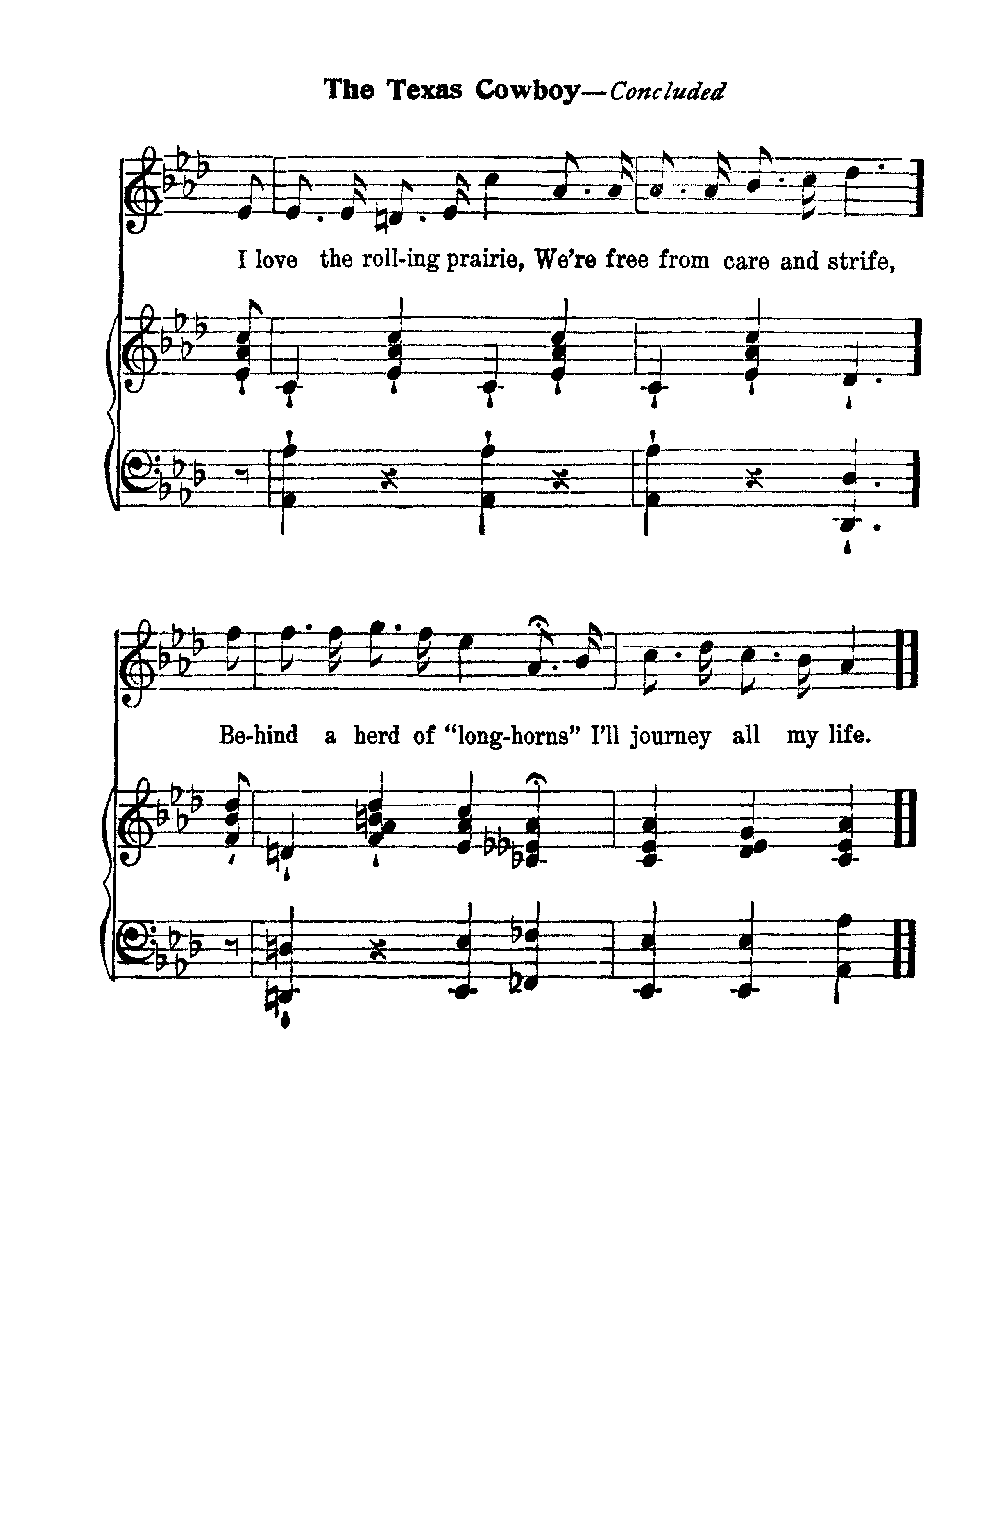 The Texas Cowboy—Concluded
I love the roll-ing prairie, We're free from care and strife,
Be-hind a herd of "long-horns" I'll journey all my life.